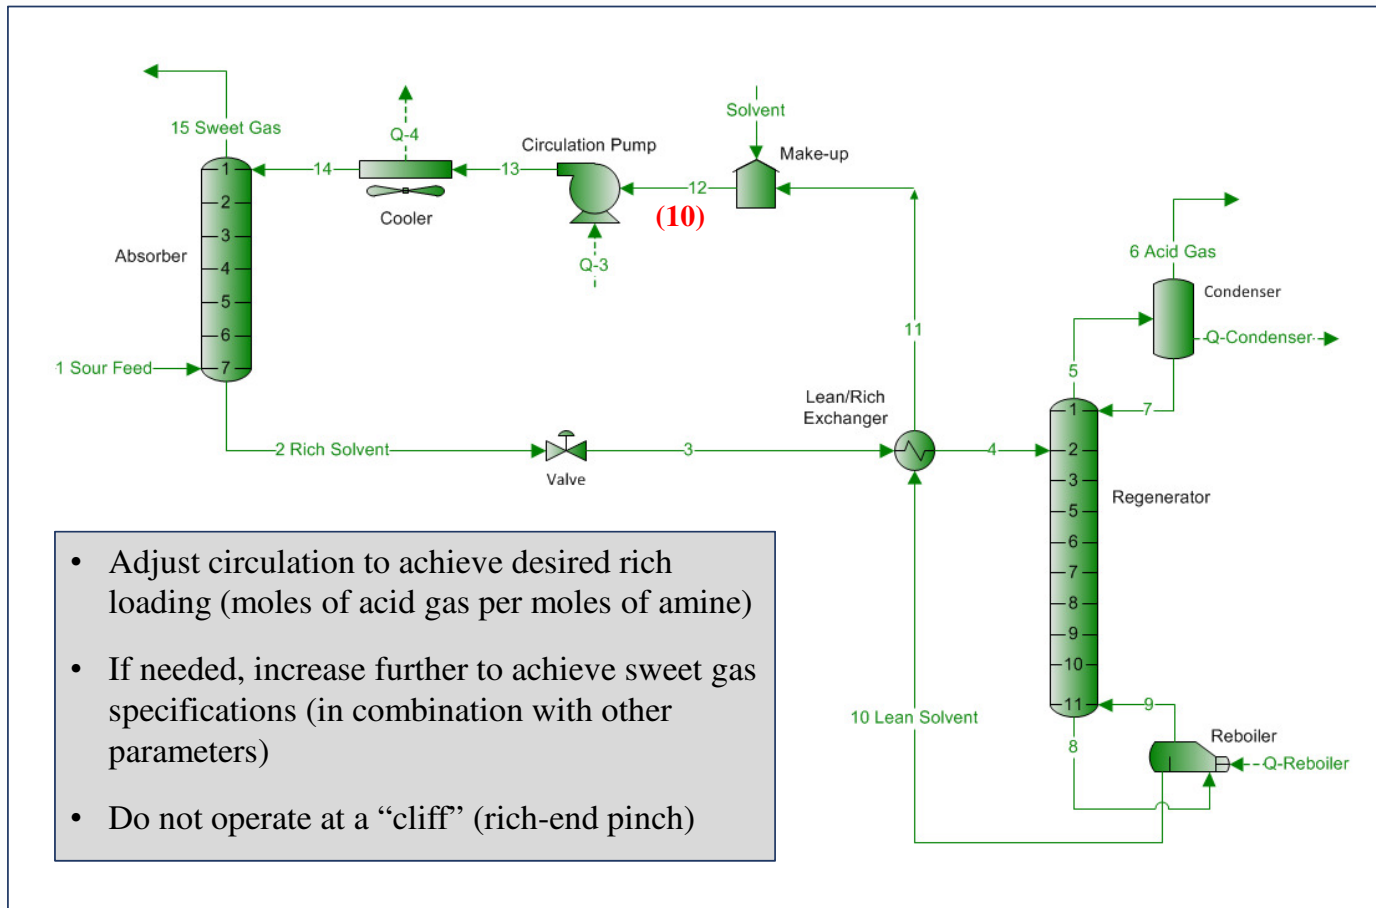 Solvent
15 Sweet Gas
Q-4
Circulation Pump
Make-up
14
13
12
(10)
Cooler
Q-3
Absorber
1
2
3
4
5
6
7
1 Sour Feed
6 Acid Gas
Condenser
Q-Condenser
11
5
7
Lean/Rich
Exchanger
2 Rich Solvent
3
4
Valve
Regenerator
1
2
3
5
6
7
8
9
10
11
9
8
10 Lean Solvent
Reboiler
Q-Reboiler
• Adjust circulation to achieve desired rich
loading (moles of acid gas per moles of amine)
• If needed, increase further to achieve sweet gas
specifications (in combination with other
parameters)
• Do not operate at a “cliff” (rich-end pinch)